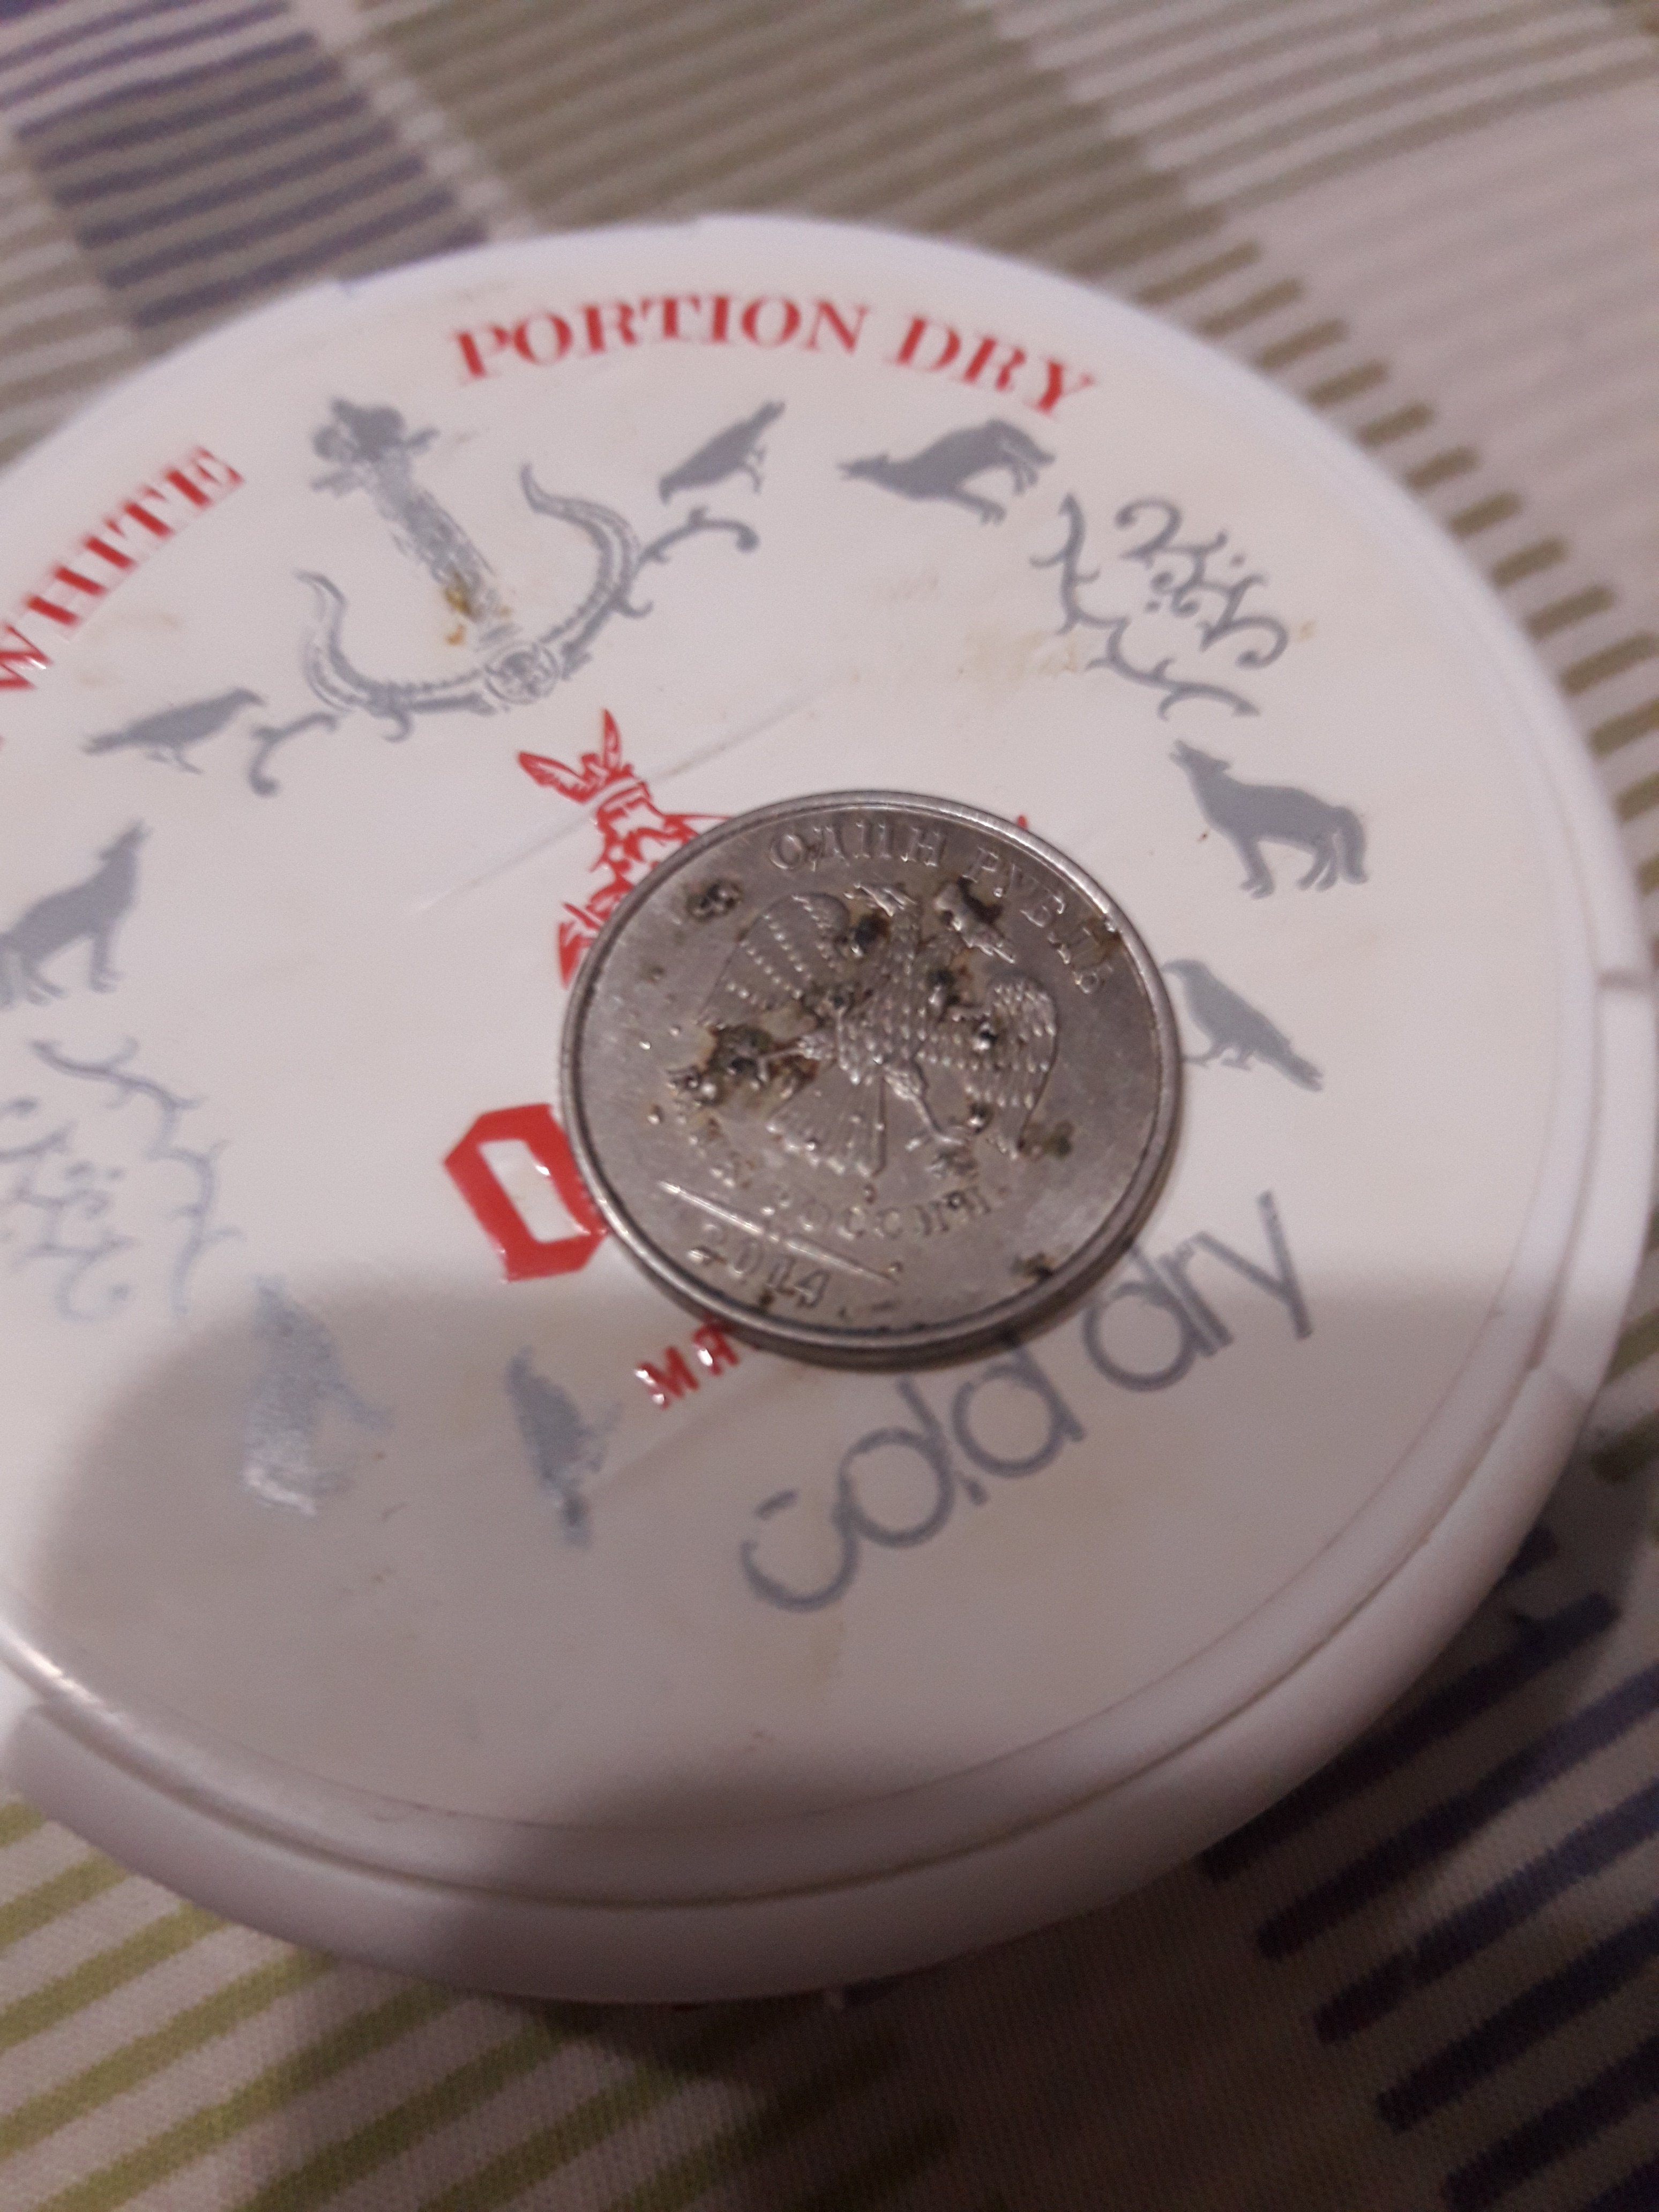 WHITE
PORTION DRY
ОДИН РУБЛЬ
БАНК РОССИИ
2014
cold dry